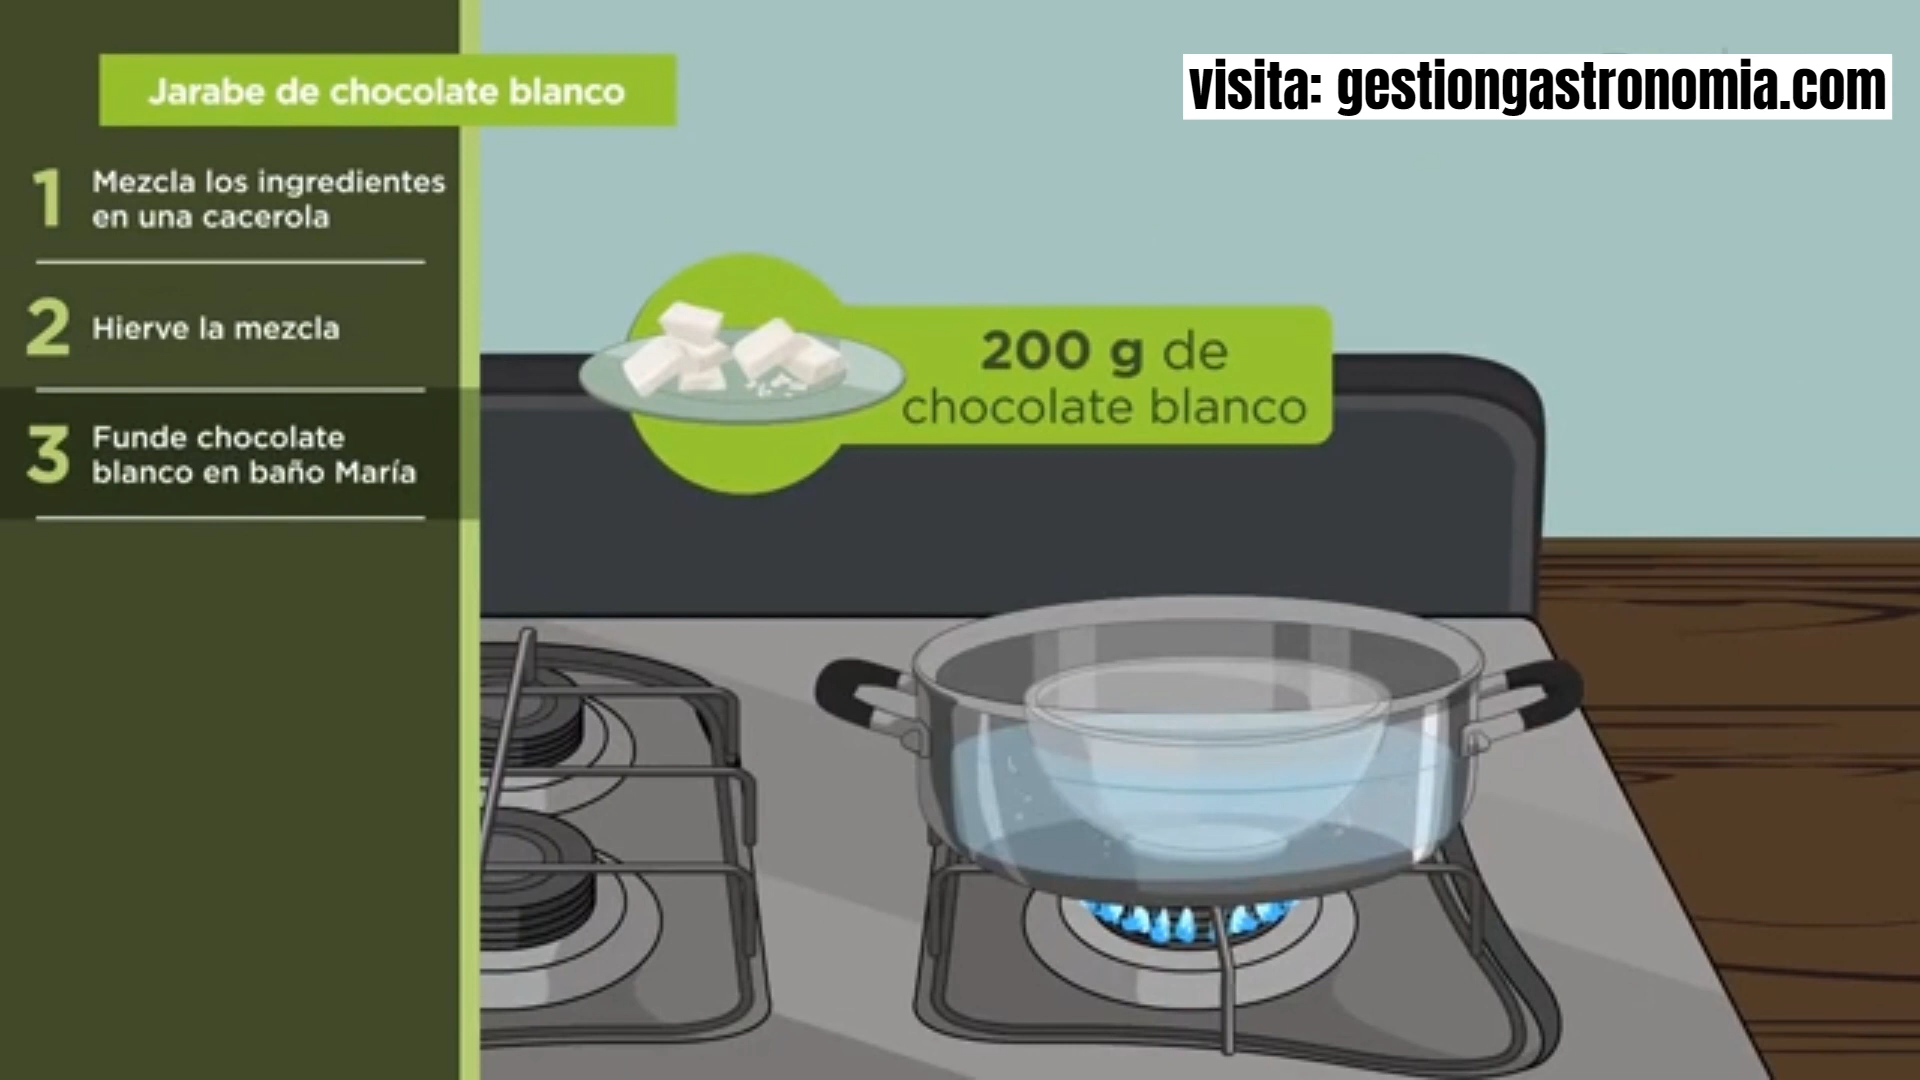 Jarabe de chocolate blanco
visita: gestiongastronomia.com
1 Mezcla los ingredientes
en una cacerola
2 Hierve la mezcla
3 Funde chocolate
blanco en baño María
200 g de
chocolate blanco